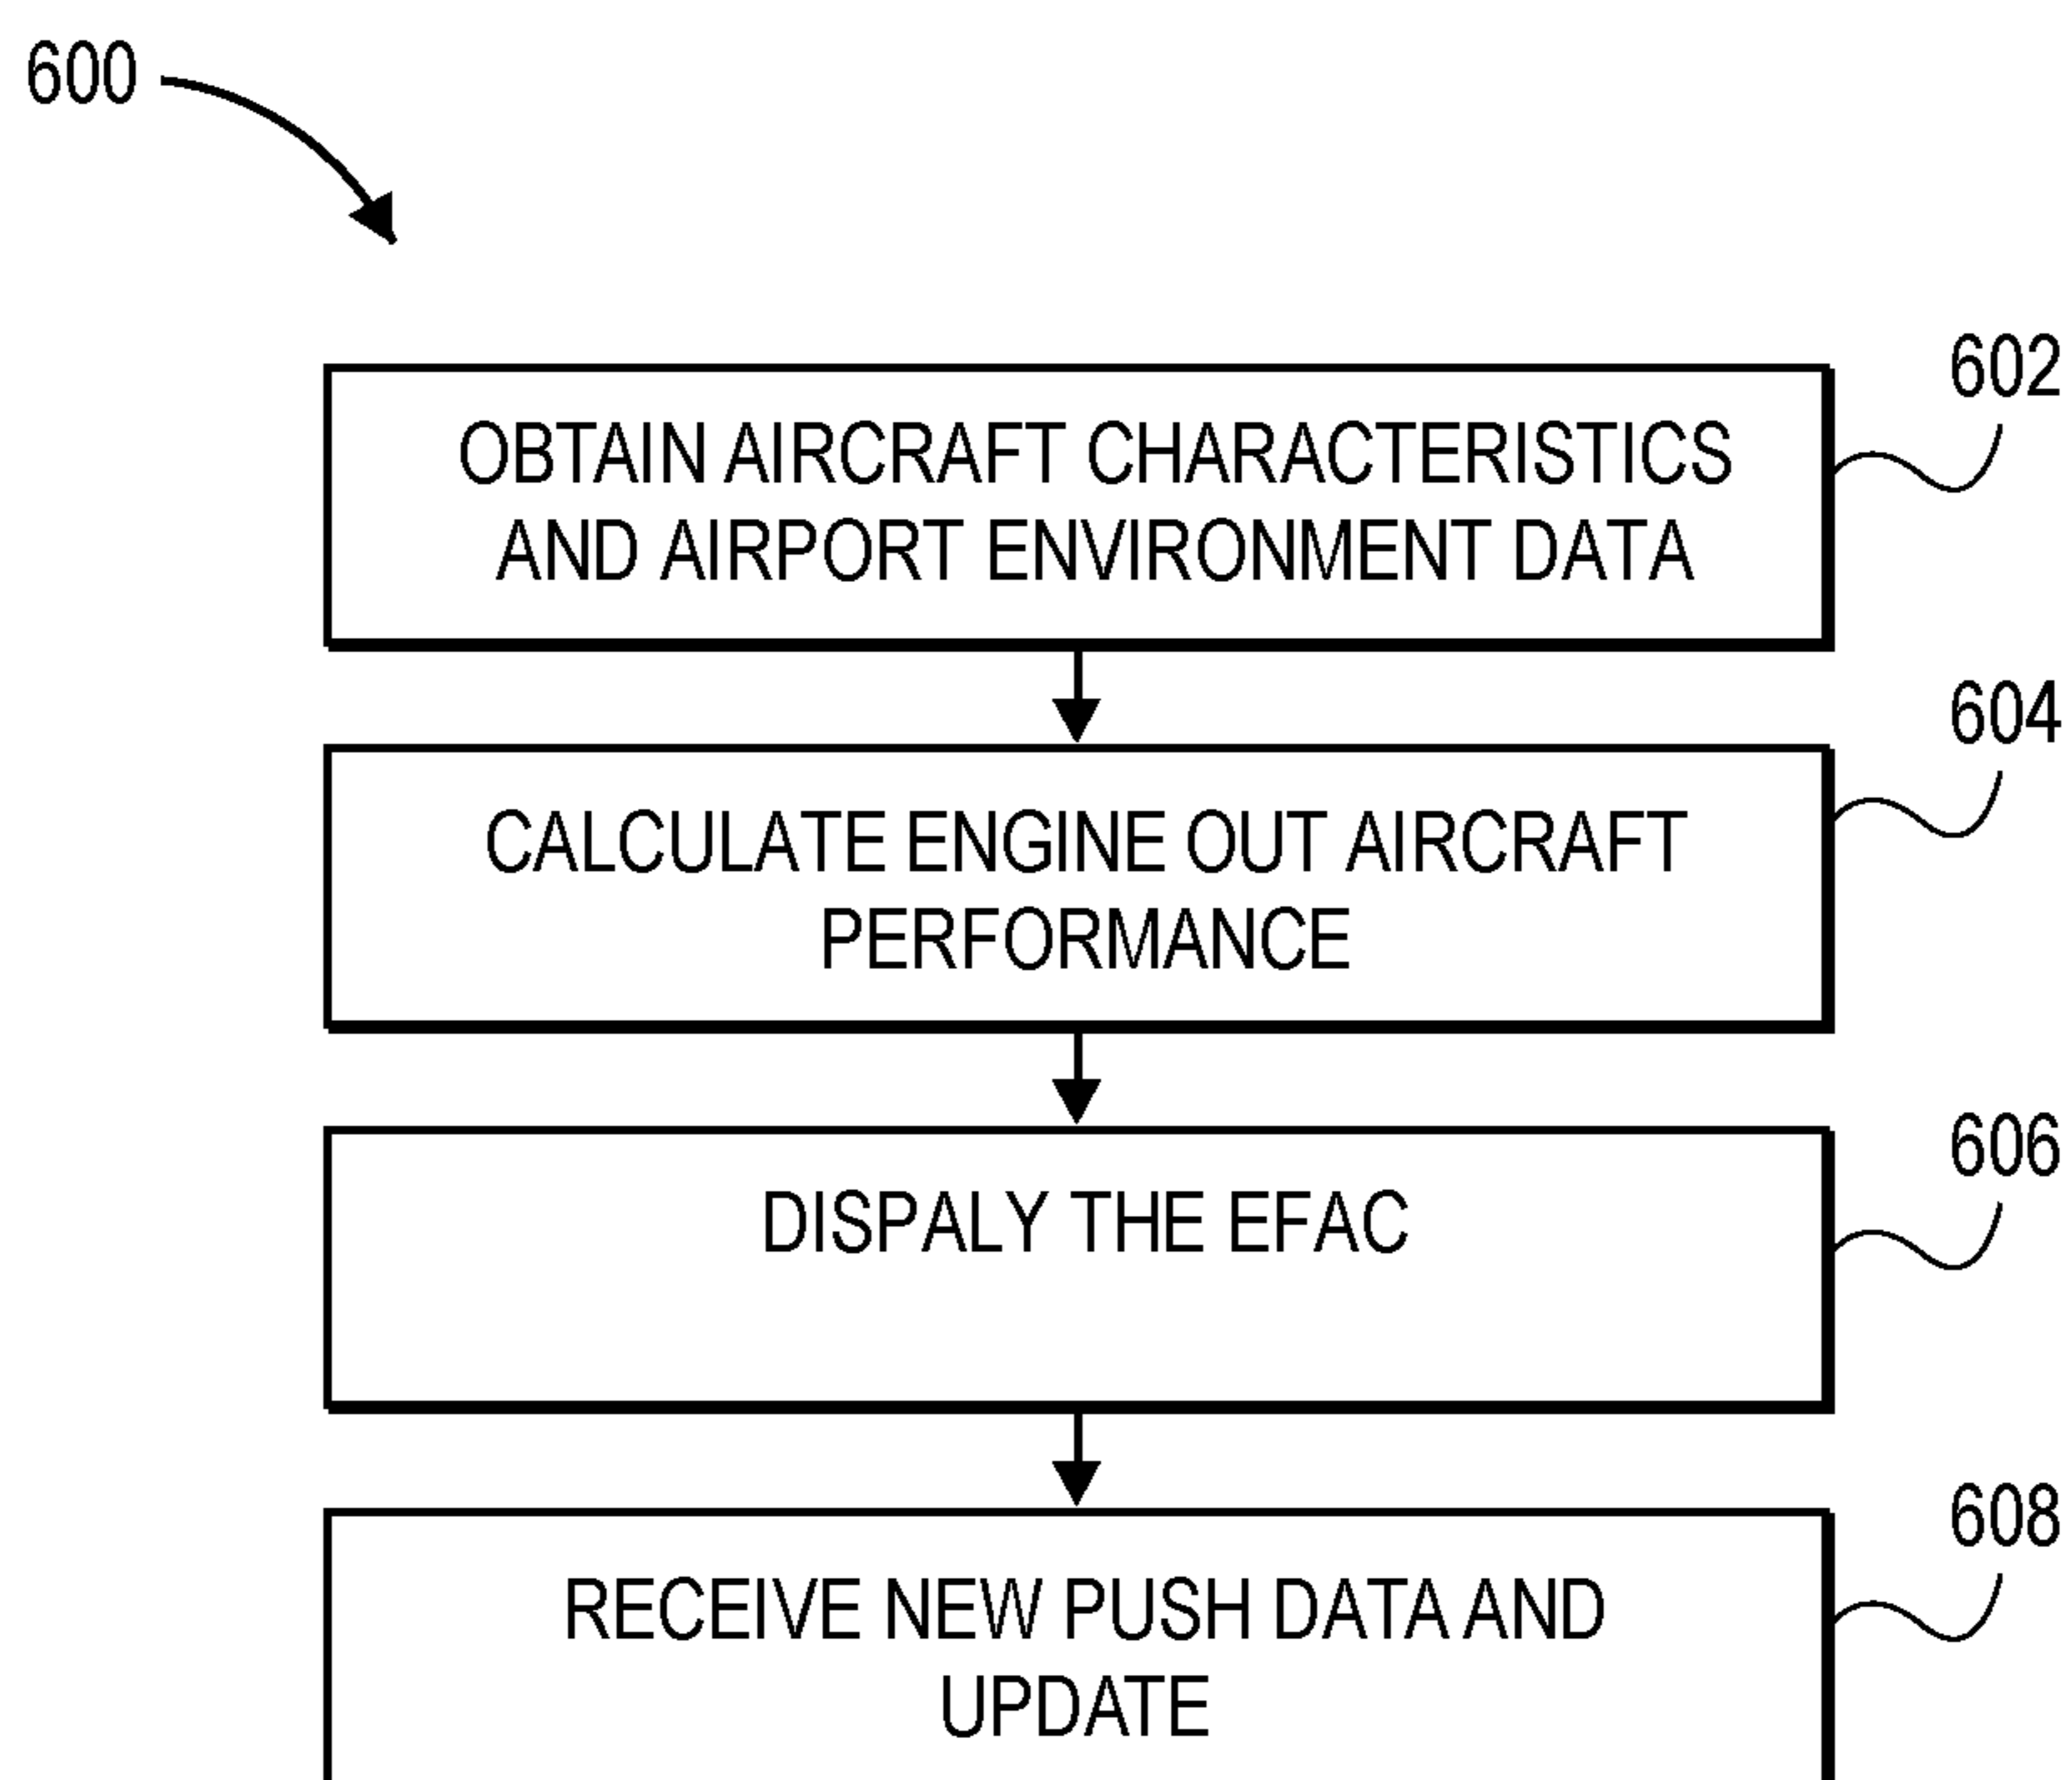 600
602
OBTAIN AIRCRAFT CHARACTERISTICS
AND AIRPORT ENVIRONMENT DATA
604
CALCULATE ENGINE OUT AIRCRAFT
PERFORMANCE
606
DISPALY THE EFAC
608
RECEIVE NEW PUSH DATA AND
UPDATE